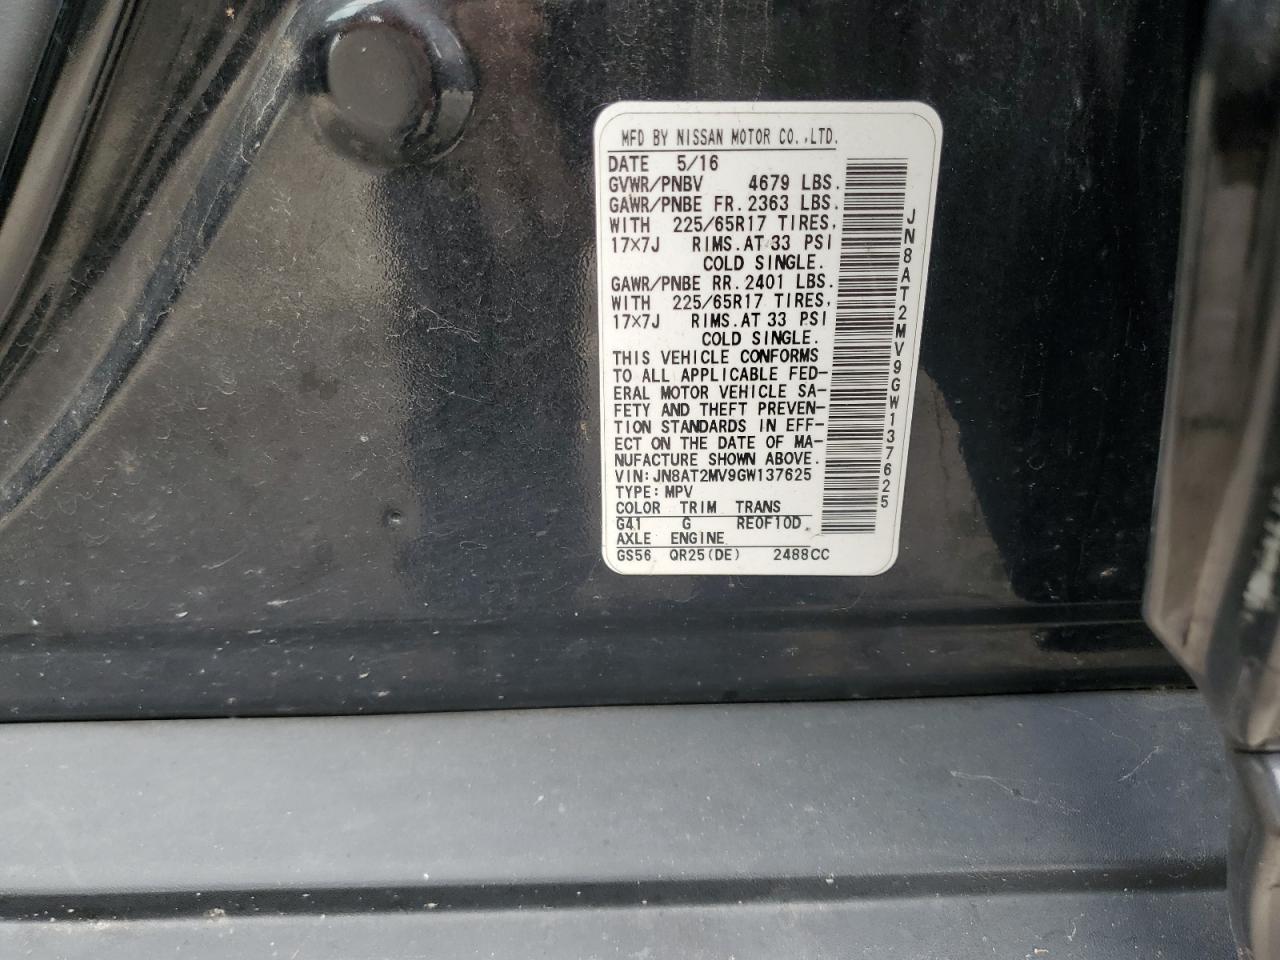 MFD BY NISSAN MOTOR CO.,LTD.
DATE 5/16
GVWR/PNBV 4679 LBS.
GAWR/PNBE FR. 2363 LBS.
WITH 225/65R17 TIRES,
17×7J RIMS.AT 33 PSI
COLD SINGLE.
GAWR/PNBE RR. 2401 LBS.
WITH 225/65R17 TIRES,
17×7J RIMS.AT 33 PSI
COLD SINGLE.
THIS VEHICLE CONFORMS
TO ALL APPLICABLE FED-
ERAL MOTOR VEHICLE SA-
FETY AND THEFT PREVEN-
TION STANDARDS IN EFF-
ECT ON THE DATE OF MA-
NUFACTURE SHOWN ABOVE.
VIN:JN8AT2MV9GW137625
TYPE:MPV
COLOR TRIM TRANS
G41 G RE0F10D
AXLE ENGINE
GS56 QR25(DE) 2488CC
JN8AT2MV9GW137625